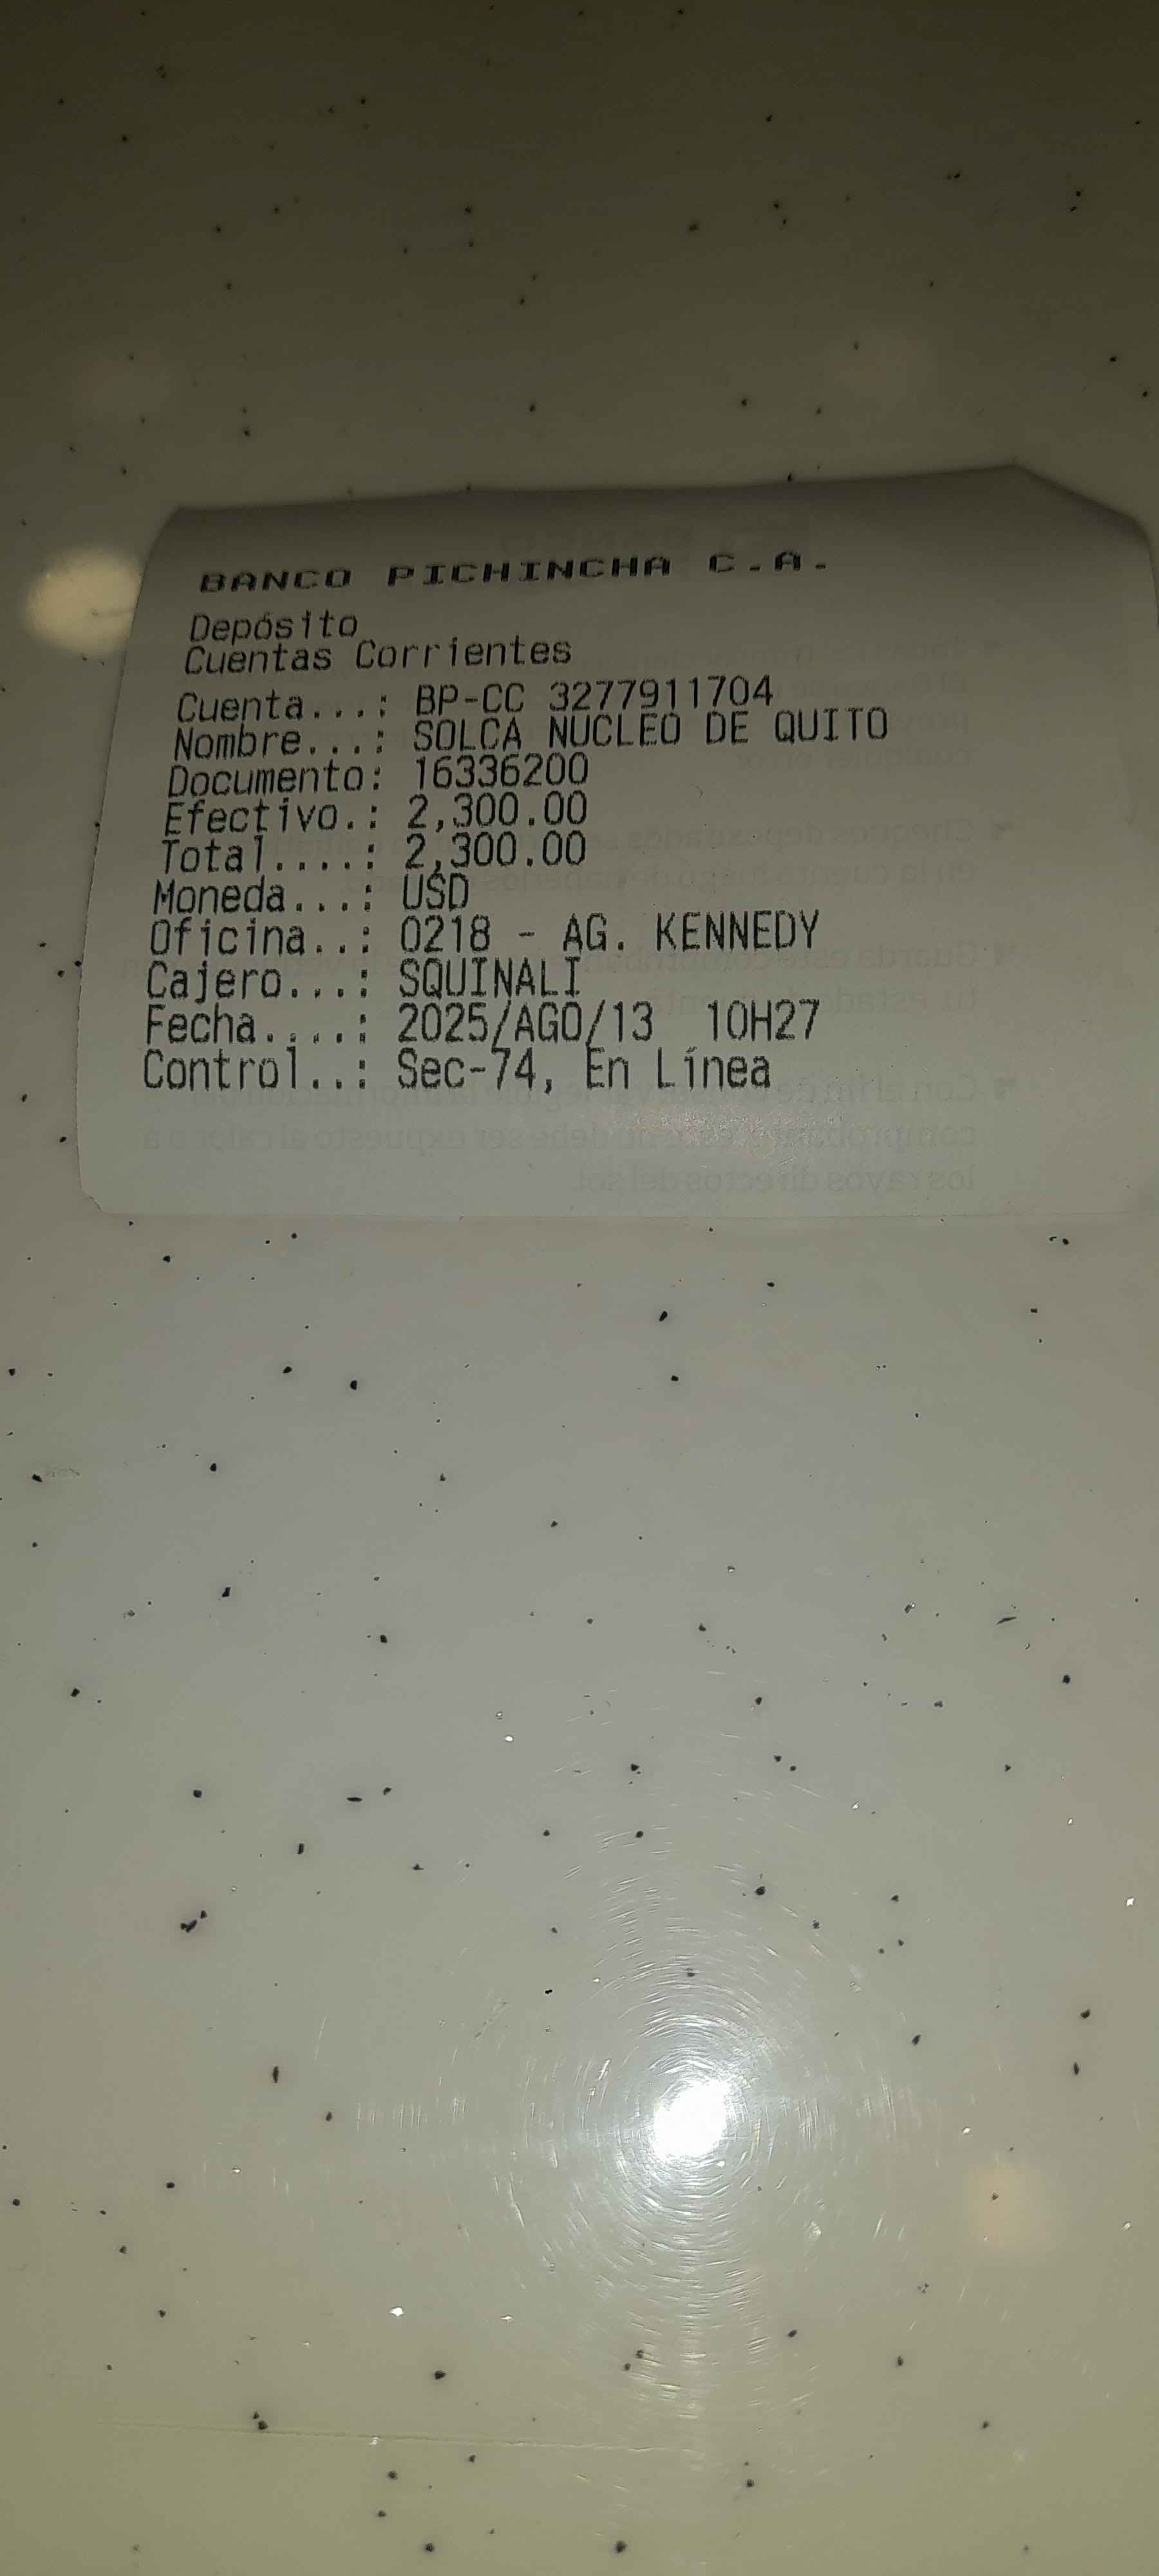 BANCO PICHINCHA C.A.
Depósito
Cuentas Corrientes
Cuenta...: BP-CC 3277911704
Nombre...: SOLCA NUCLEO DE QUITO
Documento: 16336200
Efectivo.: 2,300.00
Total....: 2,300.00
Moneda...: USD
Oficina..: 0218 - AG. KENNEDY
Cajero...: SQUINALI
Fecha....: 2025/AGO/13 10H27
Control..: Sec-74, En Línea